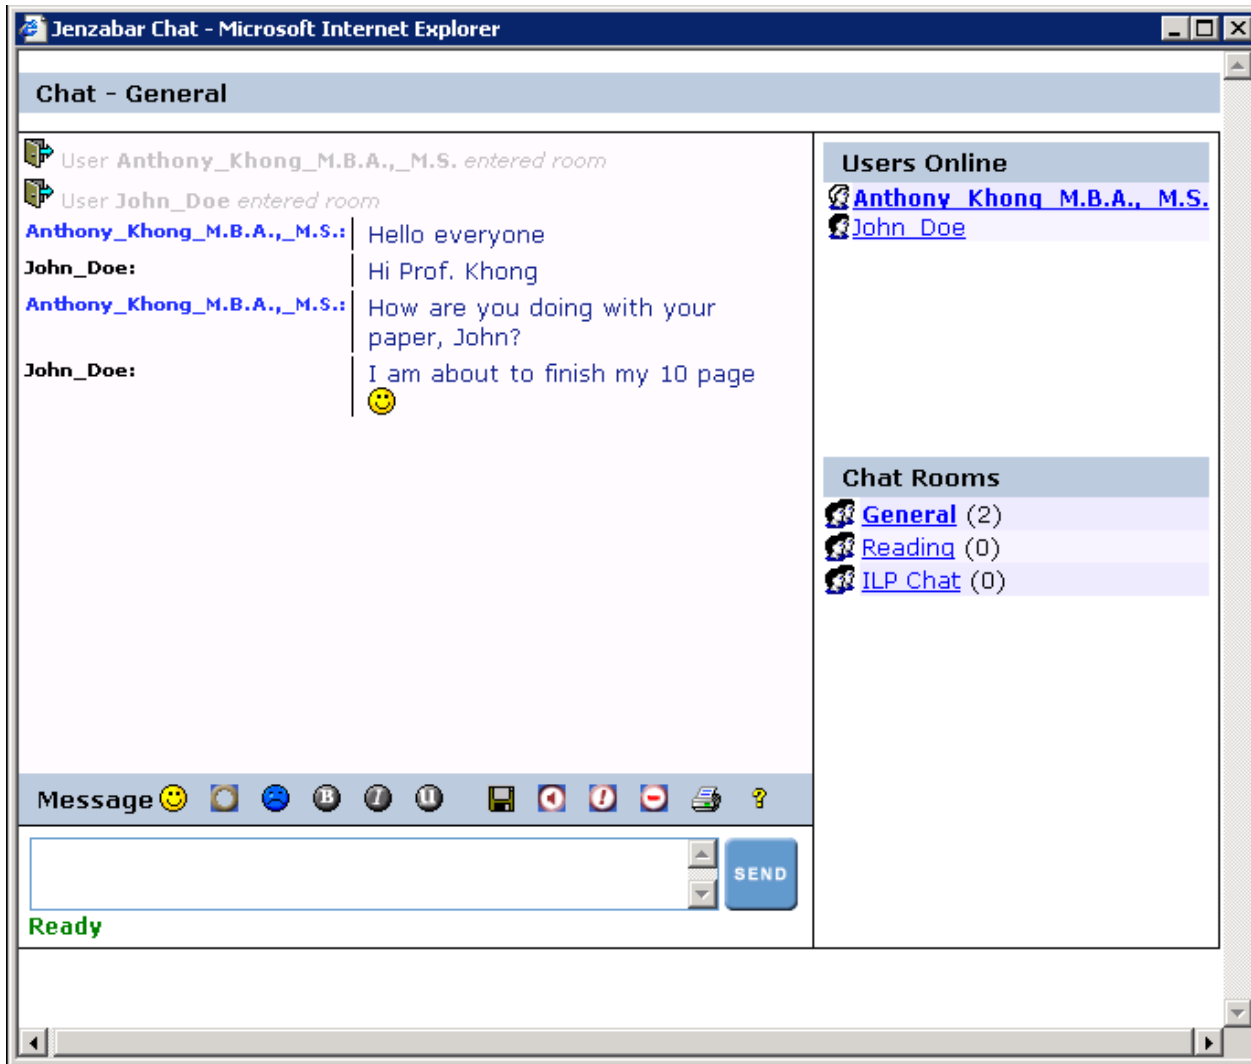 Jenzabar Chat - Microsoft Internet Explorer
Chat - General
User Anthony_Khong_M.B.A.,_M.S. entered room
User John_Doe entered room
Anthony_Khong_M.B.A.,_M.S.: Hello everyone
John_Doe: Hi Prof. Khong
Anthony_Khong_M.B.A.,_M.S.: How are you doing with your
paper, John?
John_Doe: I am about to finish my 10 page
Message B I U ?
SEND
Ready
Users Online
Anthony_Khong_M.B.A.,_M.S.
John_Doe
Chat Rooms
General (2)
Reading (0)
ILP Chat (0)